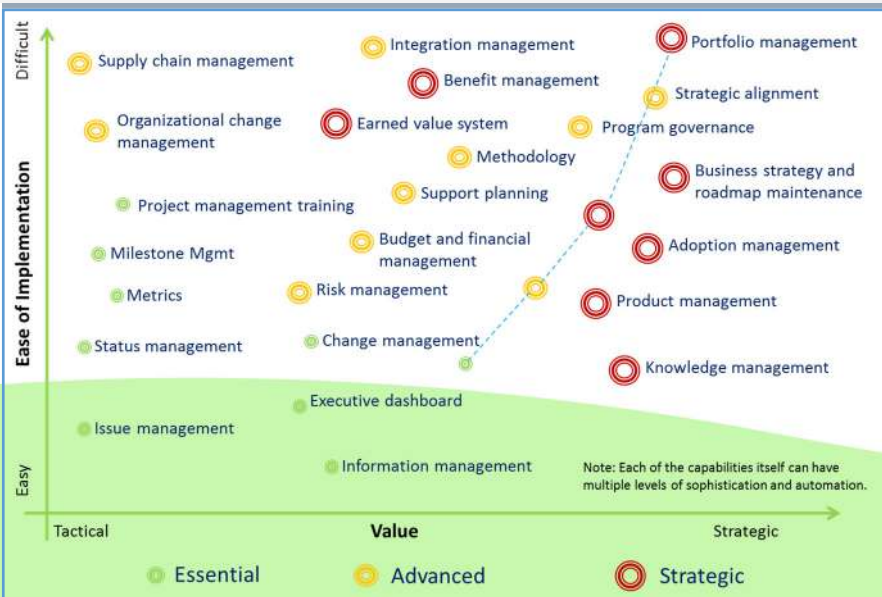 Difficult
Ease of Implementation
Easy
Supply chain management
Integration management
Portfolio management
Benefit management
Strategic alignment
Organizational change
management
Earned value system
Program governance
Methodology
Business strategy and
roadmap maintenance
Support planning
Project management training
Budget and financial
management
Adoption management
Milestone Mgmt
Metrics
Risk management
Product management
Status management
Change management
Knowledge management
Executive dashboard
Issue management
Information management
Note: Each of the capabilities itself can have
multiple levels of sophistication and automation.
Tactical
Value
Strategic
Essential
Advanced
Strategic